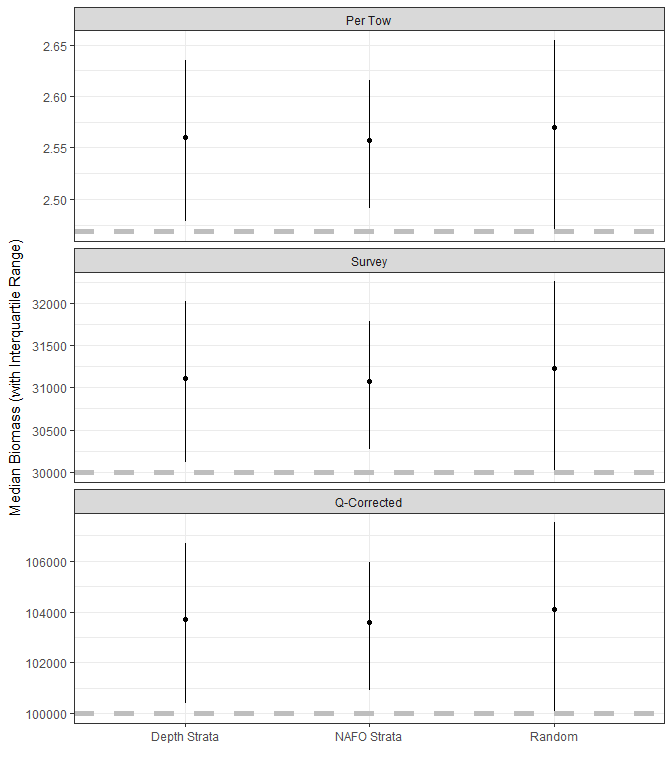 Per Tow
2.65
2.60
2.55
2.50
Survey
32000
31500
31000
30500
30000
Q-Corrected
106000
104000
102000
100000
Depth Strata
NAFO Strata
Random
Median Biomass (with Interquartile Range)